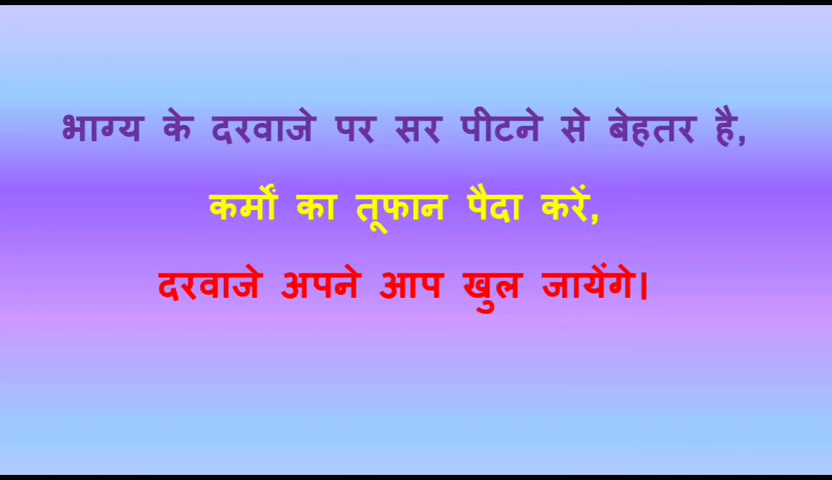 भाग्य के दरवाजे पर सर पीटने से बेहतर है,
कर्मों का तूफान पैदा करें,
दरवाजे अपने आप खुल जायेंगे।